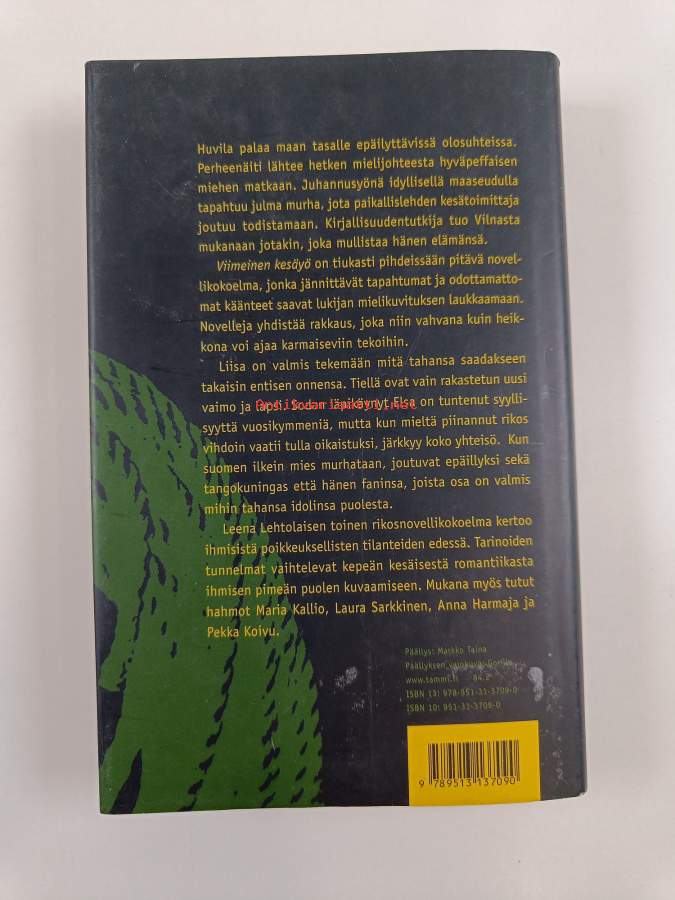 Huvila palaa maan tasalle epäilyttävissä olosuhteissa.
Perheenäiti lähtee hetken mielijohteesta hyväpeffaisen
miehen matkaan. Juhannusyönä idyllisellä maaseudulla
tapahtuu julma murha, jota paikallislehden kesätoimittaja
joutuu todistamaan. Kirjallisuudentutkija tuo Vilnasta
mukanaan jotakin, joka mullistaa hänen elämänsä.
Viimeinen kesäyö on tiukasti pihdeissään pitävä novel-
likokoelma, jonka jännittävät tapahtumat ja odottamatto-
mat käänteet saavat lukijan mielikuvituksen laukkaamaan.
Novelleja yhdistää rakkaus, joka niin vahvana kuin heik-
kona voi ajaa karmaiseviin tekoihin.
Liisa on valmis tekemään mitä tahansa saadakseen
takaisin entisen onnensa. Tiellä ovat vain rakastetun uusi
vaimo ja lapsi. Sodan läpikäynyt Elsa on tuntenut syylli-
syyttä vuosikymmeniä, mutta kun mieltä piinannut rikos
vihdoin vaatii tulla oikaistuksi, järkkyy koko yhteisö. Kun
suomen ilkein mies murhataan, joutuvat epäillyksi sekä
tangokuningas että hänen faninsa, joista osa on valmis
mihin tahansa idolinsa puolesta.
Leena Lehtolaisen toinen rikosnovellikokoelma kertoo
ihmisistä poikkeuksellisten tilanteiden edessä. Tarinoiden
tunnelmat vaihtelevat kepeän kesäisestä romantiikasta
ihmisen pimeän puolen kuvaamiseen. Mukana myös tutut
hahmot Maria Kallio, Laura Sarkkinen, Anna Harmaja ja
Pekka Koivu.
Päällys: Markko Taina
Päällyksen valokuva: Gorilla
www.tammi.fi 84.2
ISBN 13: 978-951-31-3709-0
ISBN 10: 951-31-3709-0
9 789513 137090